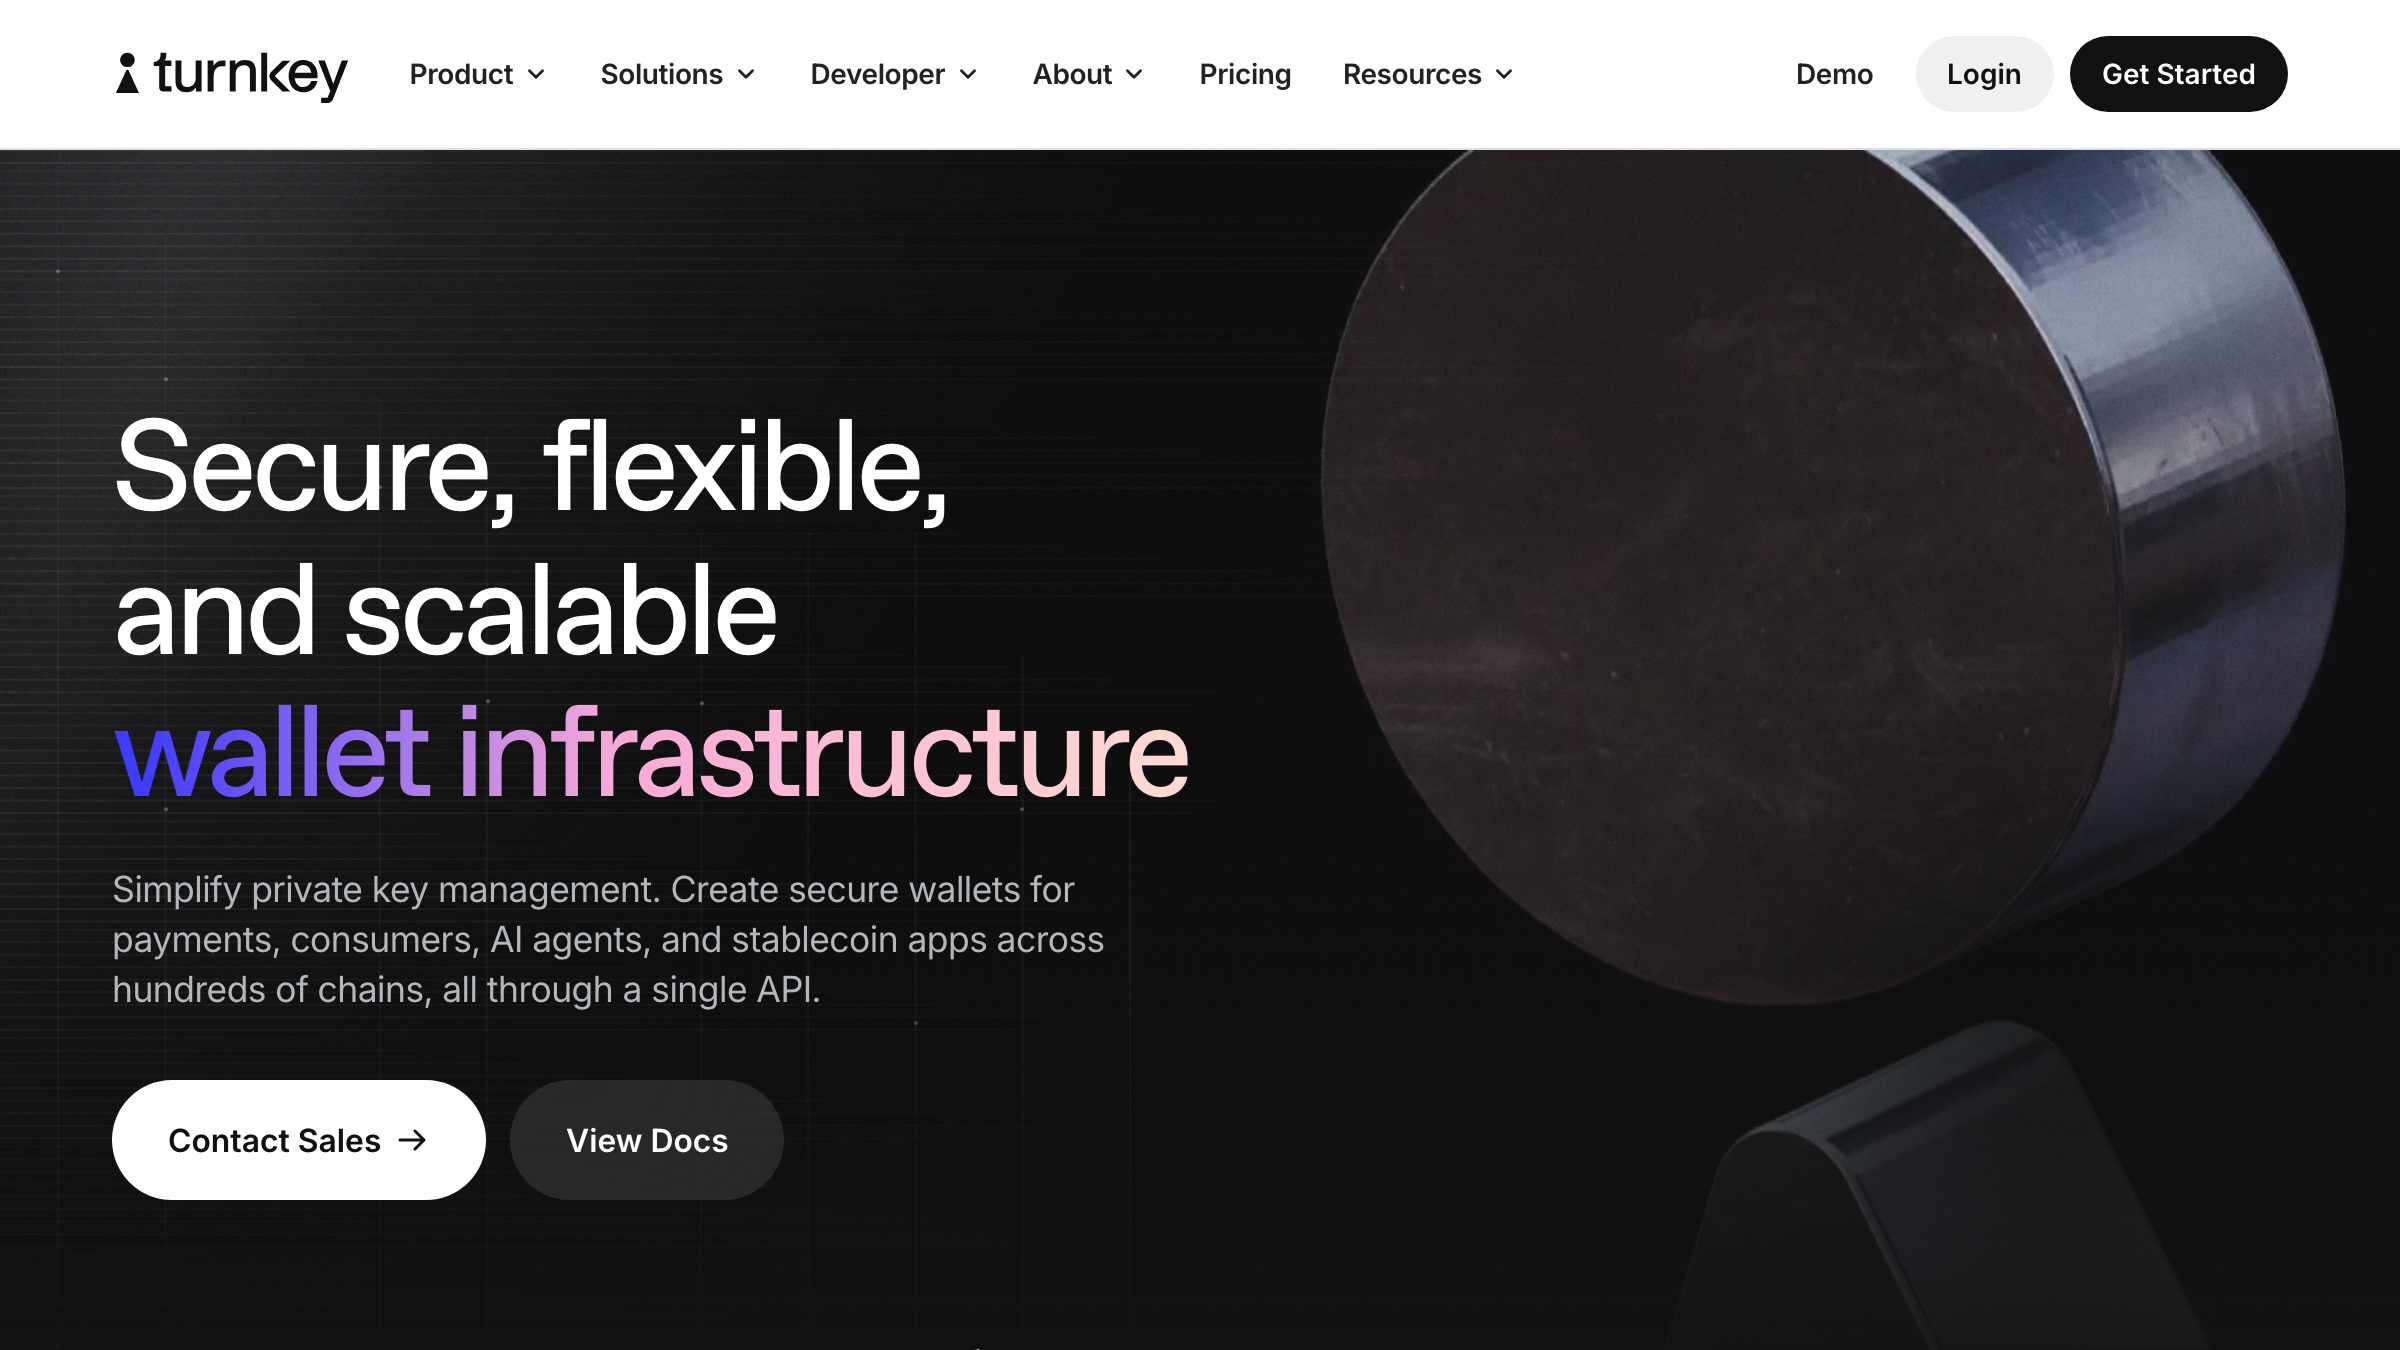 turnkey
Product
Solutions
Developer
About
Pricing
Resources
Demo
Login
Get Started
Secure, flexible,
and scalable
wallet infrastructure
Simplify private key management. Create secure wallets for
payments, consumers, AI agents, and stablecoin apps across
hundreds of chains, all through a single API.
Contact Sales →
View Docs